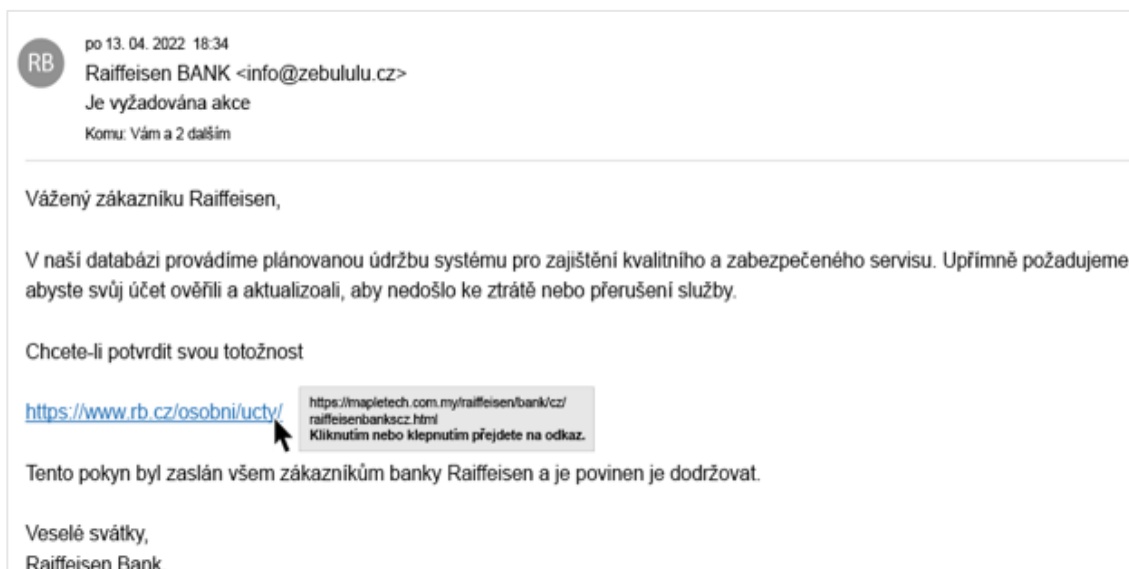 RB
po 13. 04. 2022 18:34
Raiffeisen BANK <info@zebululu.cz>
Je vyžadována akce
Komu: Vám a 2 dalším
Vážený zákazníku Raiffeisen,
V naší databázi provádíme plánovanou údržbu systému pro zajištění kvalitního a zabezpečeného servisu. Upřímně požadujeme
abyste svůj účet ověřili a aktualizoali, aby nedošlo ke ztrátě nebo přerušení služby.
Chcete-li potvrdit svou totožnost
https://www.rb.cz/osobni/ucty/
https://mapletech.com.my/raiffeisen/bank/cz/
raiffeisenbankscz.html
Kliknutím nebo klepnutím přejdete na odkaz.
Tento pokyn byl zaslán všem zákazníkům banky Raiffeisen a je povinen je dodržovat.
Veselé svátky,
Raiffeisen Bank